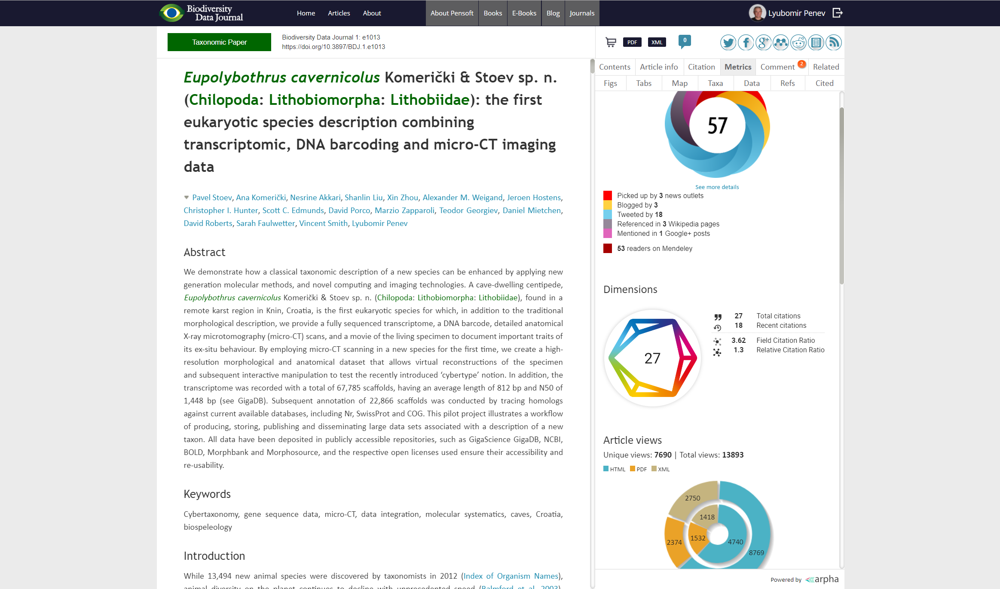 Biodiversity
Data Journal
Home Articles About
About Pensoft Books E-Books Blog Journals
Lyubomir Penev
Taxonomic Paper
Biodiversity Data Journal 1: e1013
https://doi.org/10.3897/BDJ.1.e1013
Eupolybothrus cavernicolus Komerički & Stoev sp. n.
(Chilopoda: Lithobiomorpha: Lithobiidae): the first
eukaryotic species description combining
transcriptomic, DNA barcoding and micro-CT imaging
data
Pavel Stoev, Ana Komerički, Nesrine Akkari, Shanlin Liu, Xin Zhou, Alexander M. Weigand, Jeroen Hostens,
Christopher I. Hunter, Scott C. Edmunds, David Porco, Marzio Zapparoli, Teodor Georgiev, Daniel Mietchen,
David Roberts, Sarah Faulwetter, Vincent Smith, Lyubomir Penev
Abstract
We demonstrate how a classical taxonomic description of a new species can be enhanced by applying new
generation molecular methods, and novel computing and imaging technologies. A cave-dwelling centipede,
Eupolybothrus cavernicolus Komerički & Stoev sp. n. (Chilopoda: Lithobiomorpha: Lithobiidae), found in a
remote karst region in Knin, Croatia, is the first eukaryotic species for which, in addition to the traditional
morphological description, we provide a fully sequenced transcriptome, a DNA barcode, detailed anatomical
X-ray microtomography (micro-CT) scans, and a movie of the living specimen to document important traits of
its ex-situ behaviour. By employing micro-CT scanning in a new species for the first time, we create a high-
resolution morphological and anatomical dataset that allows virtual reconstructions of the specimen
and subsequent interactive manipulation to test the recently introduced ‘cybertype’ notion. In addition, the
transcriptome was recorded with a total of 67,785 scaffolds, having an average length of 812 bp and N50 of
1,448 bp (see GigaDB). Subsequent annotation of 22,866 scaffolds was conducted by tracing homologs
against current available databases, including Nr, SwissProt and COG. This pilot project illustrates a workflow
of producing, storing, publishing and disseminating large data sets associated with a description of a new
taxon. All data have been deposited in publicly accessible repositories, such as GigaScience GigaDB, NCBI,
BOLD, Morphbank and Morphosource, and the respective open licenses used ensure their accessibility and
re-usability.
Keywords
Cybertaxonomy, gene sequence data, micro-CT, data integration, molecular systematics, caves, Croatia,
biospeleology
Introduction
While 13,494 new animal species were discovered by taxonomists in 2012 (Index of Organism Names),
animal diversity on the planet continues to decline with unprecedented speed (Balmford et al. 2003).
PDF XML 0
Contents Article info Citation Metrics Comment 2 Related
Figs Tabs Map Taxa Data Refs Cited
57
See more details
Picked up by 3 news outlets
Blogged by 3
Tweeted by 18
Referenced in 3 Wikipedia pages
Mentioned in 1 Google+ posts
53 readers on Mendeley
Dimensions
27
27 Total citations
18 Recent citations
3.62 Field Citation Ratio
1.3 Relative Citation Ratio
Article views
Unique views: 7690 | Total views: 13893
HTML PDF XML
2750
1418
1532
2374
4740
8769
Powered by arpha